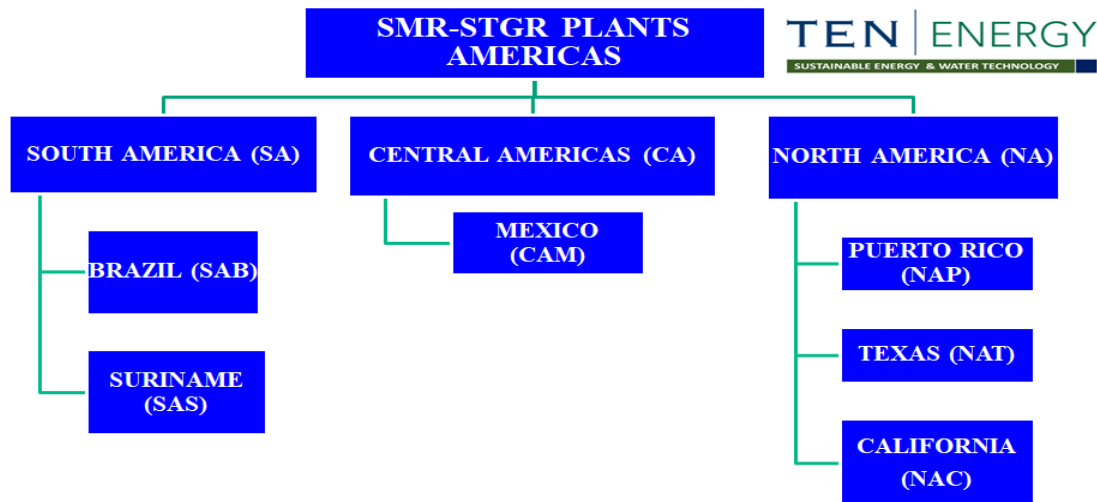 SMR-STGR PLANTS
AMERICAS
TEN ENERGY
SUSTAINABLE ENERGY & WATER TECHNOLOGY
SOUTH AMERICA (SA)
BRAZIL (SAB)
SURINAME
(SAS)
CENTRAL AMERICAS (CA)
MEXICO
(CAM)
NORTH AMERICA (NA)
PUERTO RICO
(NAP)
TEXAS (NAT)
CALIFORNIA
(NAC)